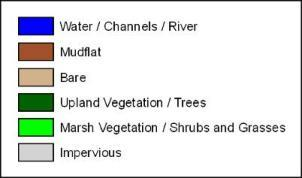 Water / Channels / River
Mudflat
Bare
Upland Vegetation / Trees
Marsh Vegetation / Shrubs and Grasses
Impervious